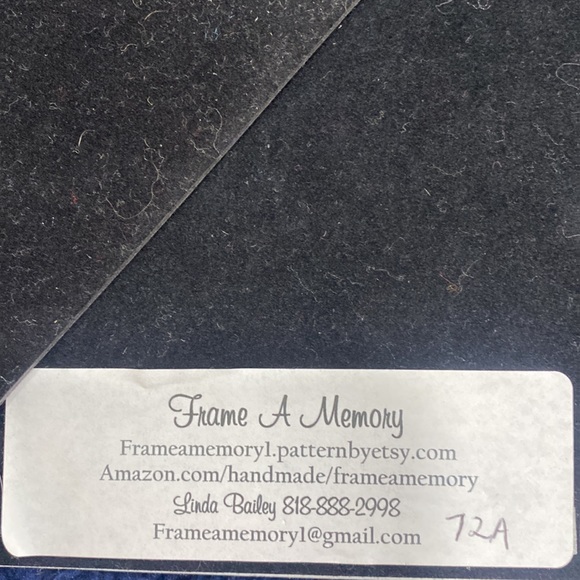 Frame A Memory
Frameamemory1.patternbyetsy.com
Amazon.com/handmade/frameamemory
Linda Bailey 818-888-2998
Frameamemory1@gmail.com
72A